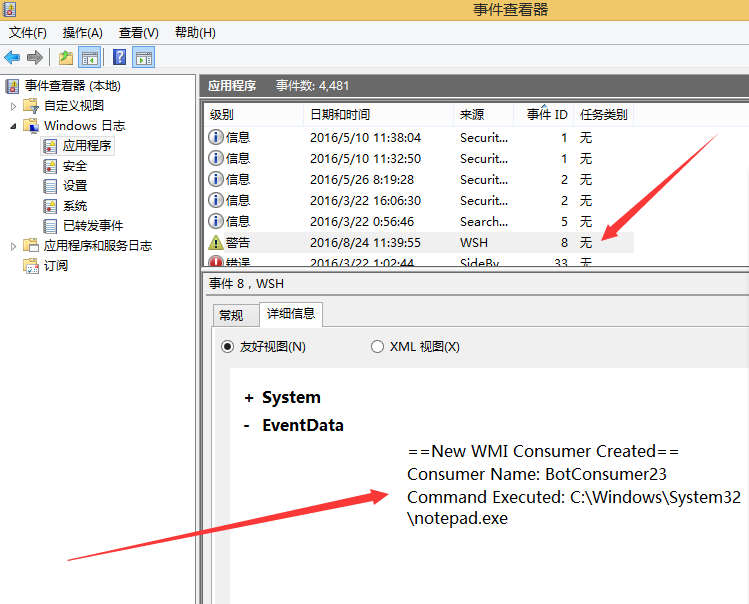 事件查看器
文件(F) 操作(A) 查看(V) 帮助(H)
事件查看器 (本地)
自定义视图
Windows 日志
应用程序
安全
设置
系统
已转发事件
应用程序和服务日志
订阅
应用程序 事件数: 4,481
级别 日期和时间 来源 事件 ID 任务类别
信息 2016/5/10 11:38:04 Securit... 1 无
信息 2016/5/10 11:32:50 Securit... 1 无
信息 2016/5/26 8:19:28 Securit... 2 无
信息 2016/3/22 16:06:30 Securit... 2 无
信息 2016/3/22 0:56:46 Search... 5 无
警告 2016/8/24 11:39:55 WSH 8 无
错误 2016/3/22 1:02:44 SideBy... 33 无
事件 8，WSH
常规 详细信息
友好视图(N) XML 视图(X)
+ System
- EventData
==New WMI Consumer Created==
Consumer Name: BotConsumer23
Command Executed: C:\Windows\System32
\notepad.exe